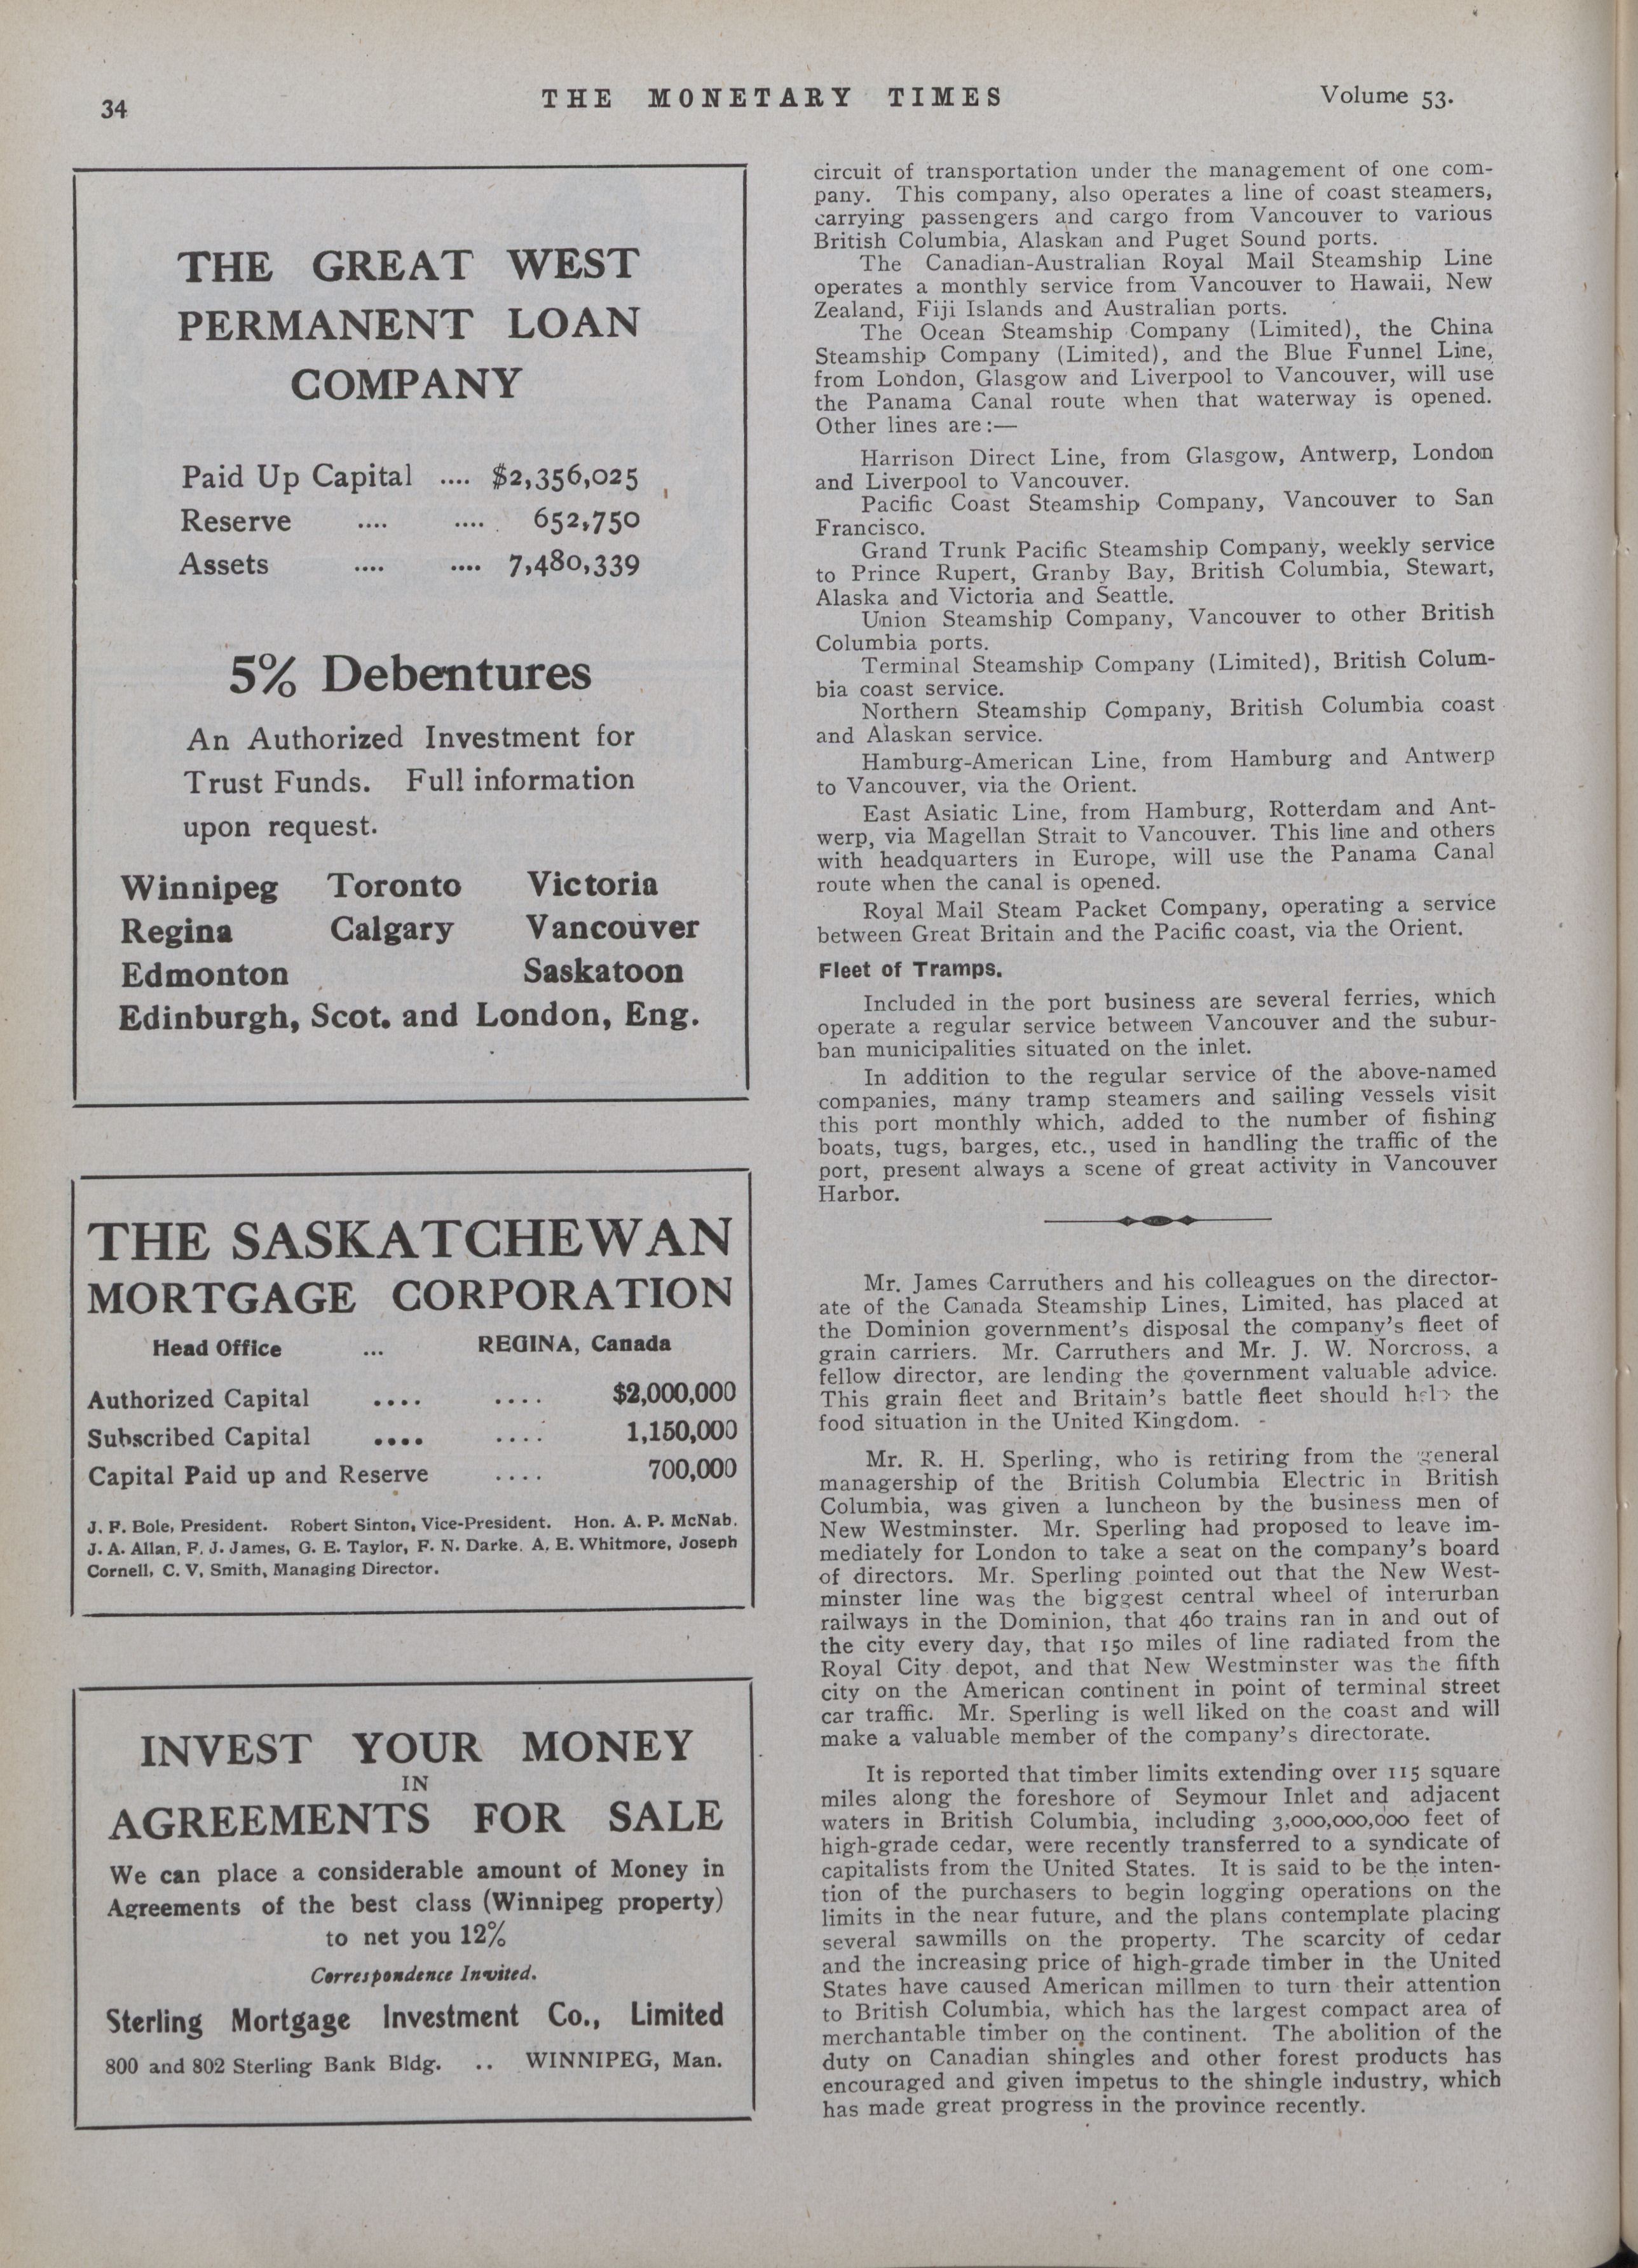 34
THE MONETARY TIMES
Volume 53.
THE GREAT WEST
PERMANENT LOAN
COMPANY
Paid Up Capital .... $2,356,025
Reserve .... .... 652,750
Assets .... .... 7,480,339
5% Debentures
An Authorized Investment for
Trust Funds. Full information
upon request.
Winnipeg Toronto Victoria
Regina Calgary Vancouver
Edmonton Saskatoon
Edinburgh, Scot. and London, Eng.
THE SASKATCHEWAN
MORTGAGE CORPORATION
Head Office ... REGINA, Canada
Authorized Capital .... .... $2,000,000
Subscribed Capital .... .... 1,150,000
Capital Paid up and Reserve .... 700,000
J. F. Bole, President. Robert Sinton, Vice-President. Hon. A. P. McNab.
J. A. Allan, F. J. James, G. E. Taylor, F. N. Darke. A. E. Whitmore, Joseph
Cornell, C. V. Smith, Managing Director.
INVEST YOUR MONEY
IN
AGREEMENTS FOR SALE
We can place a considerable amount of Money in
Agreements of the best class (Winnipeg property)
to net you 12%
Correspondence Invited.
Sterling Mortgage Investment Co., Limited
800 and 802 Sterling Bank Bldg. .. WINNIPEG, Man.
circuit of transportation under the management of one com-
pany. This company, also operates a line of coast steamers,
carrying passengers and cargo from Vancouver to various
British Columbia, Alaskan and Puget Sound ports.
The Canadian-Australian Royal Mail Steamship Line
operates a monthly service from Vancouver to Hawaii, New
Zealand, Fiji Islands and Australian ports.
The Ocean Steamship Company (Limited), the China
Steamship Company (Limited), and the Blue Funnel Line,
from London, Glasgow and Liverpool to Vancouver, will use
the Panama Canal route when that waterway is opened.
Other lines are:—
Harrison Direct Line, from Glasgow, Antwerp, London
and Liverpool to Vancouver.
Pacific Coast Steamship Company, Vancouver to San
Francisco.
Grand Trunk Pacific Steamship Company, weekly service
to Prince Rupert, Granby Bay, British Columbia, Stewart,
Alaska and Victoria and Seattle.
Union Steamship Company, Vancouver to other British
Columbia ports.
Terminal Steamship Company (Limited), British Colum-
bia coast service.
Northern Steamship Company, British Columbia coast
and Alaskan service.
Hamburg-American Line, from Hamburg and Antwerp
to Vancouver, via the Orient.
East Asiatic Line, from Hamburg, Rotterdam and Ant-
werp, via Magellan Strait to Vancouver. This line and others
with headquarters in Europe, will use the Panama Canal
route when the canal is opened.
Royal Mail Steam Packet Company, operating a service
between Great Britain and the Pacific coast, via the Orient.
Fleet of Tramps.
Included in the port business are several ferries, which
operate a regular service between Vancouver and the subur-
ban municipalities situated on the inlet.
In addition to the regular service of the above-named
companies, many tramp steamers and sailing vessels visit
this port monthly which, added to the number of fishing
boats, tugs, barges, etc., used in handling the traffic of the
port, present always a scene of great activity in Vancouver
Harbor.
Mr. James Carruthers and his colleagues on the director-
ate of the Canada Steamship Lines, Limited, has placed at
the Dominion government's disposal the company's fleet of
grain carriers. Mr. Carruthers and Mr. J. W. Norcross, a
fellow director, are lending the government valuable advice.
This grain fleet and Britain's battle fleet should help the
food situation in the United Kingdom.
Mr. R. H. Sperling, who is retiring from the general
managership of the British Columbia Electric in British
Columbia, was given a luncheon by the business men of
New Westminster. Mr. Sperling had proposed to leave im-
mediately for London to take a seat on the company's board
of directors. Mr. Sperling pointed out that the New West-
minster line was the biggest central wheel of interurban
railways in the Dominion, that 460 trains ran in and out of
the city every day, that 150 miles of line radiated from the
Royal City depot, and that New Westminster was the fifth
city on the American continent in point of terminal street
car traffic. Mr. Sperling is well liked on the coast and will
make a valuable member of the company's directorate.
It is reported that timber limits extending over 115 square
miles along the foreshore of Seymour Inlet and adjacent
waters in British Columbia, including 3,000,000,000 feet of
high-grade cedar, were recently transferred to a syndicate of
capitalists from the United States. It is said to be the inten-
tion of the purchasers to begin logging operations on the
limits in the near future, and the plans contemplate placing
several sawmills on the property. The scarcity of cedar
and the increasing price of high-grade timber in the United
States have caused American millmen to turn their attention
to British Columbia, which has the largest compact area of
merchantable timber on the continent. The abolition of the
duty on Canadian shingles and other forest products has
encouraged and given impetus to the shingle industry, which
has made great progress in the province recently.